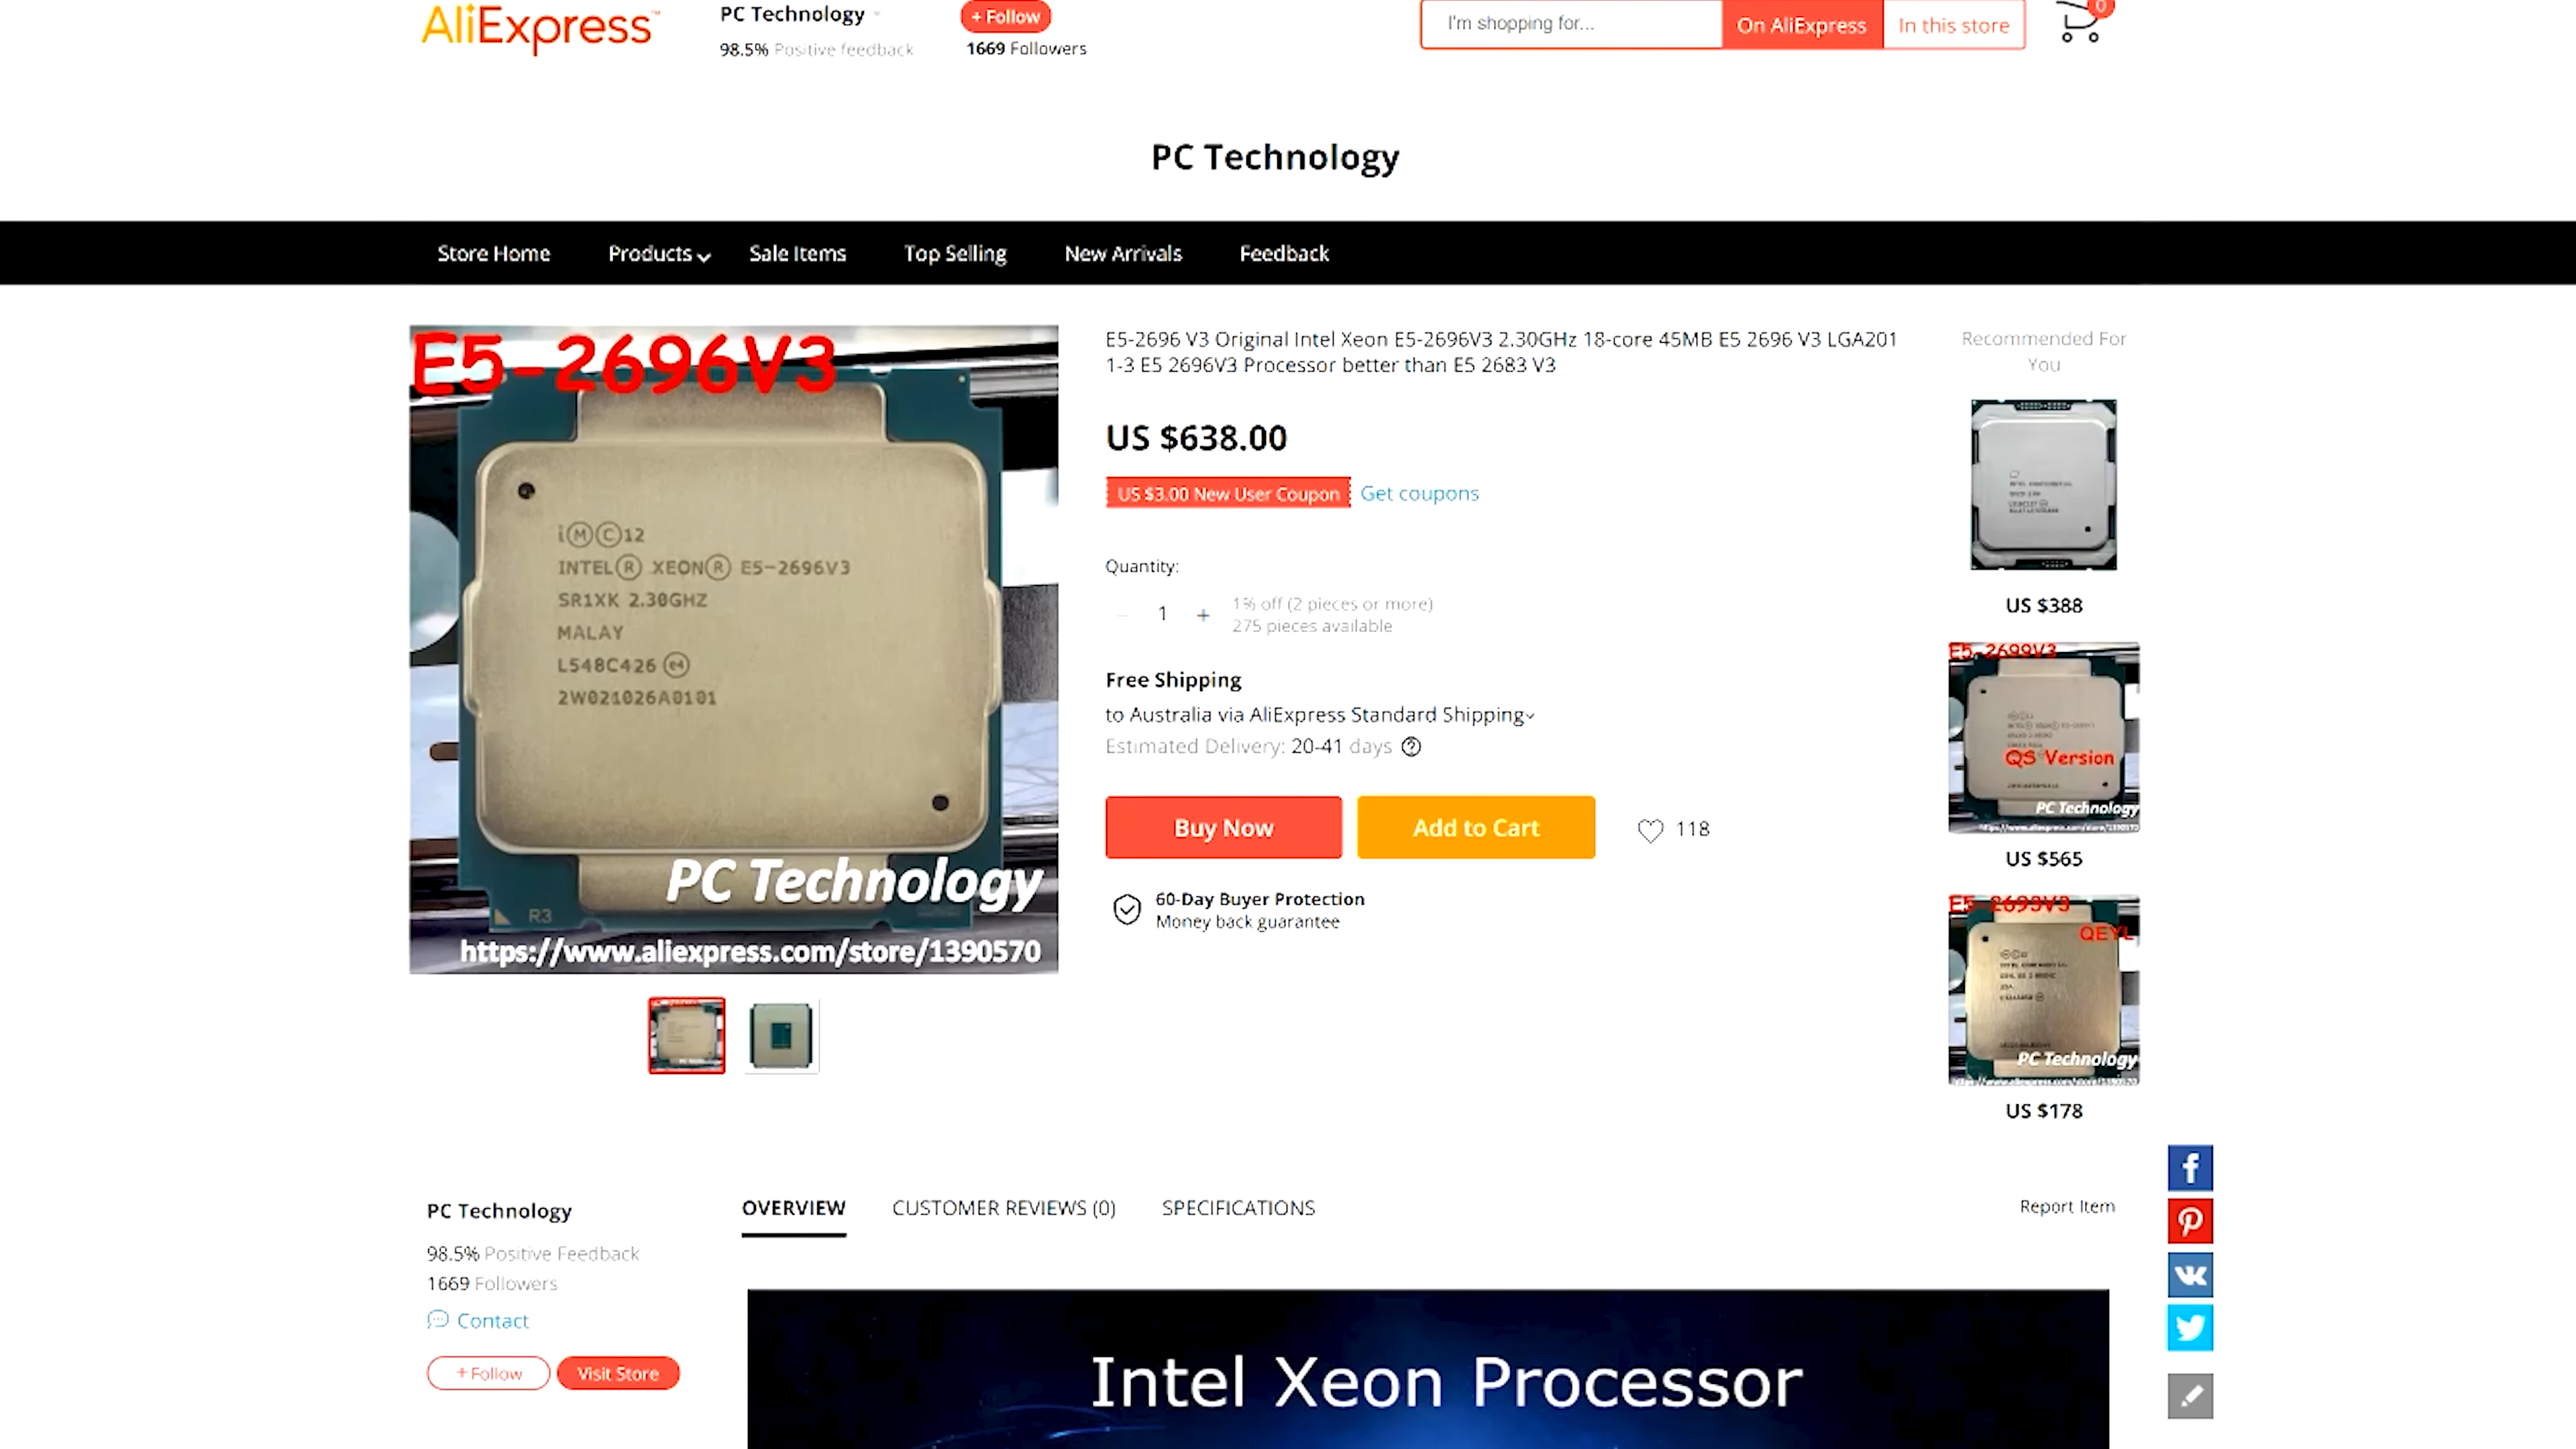 AliExpress™
PC Technology
98.5% Positive feedback
+ Follow
1669 Followers
I'm shopping for...
On AliExpress
In this store
0
PC Technology
Store Home
Products
Sale Items
Top Selling
New Arrivals
Feedback
E5-2696V3
i Ⓜ Ⓒ 12
INTEL® XEON® E5-2696V3
SR1XK 2.30GHZ
MALAY
L548C426 e4
2W021026A0101
R3
PC Technology
https://www.aliexpress.com/store/1390570
E5-2696 V3 Original Intel Xeon E5-2696V3 2.30GHz 18-core 45MB E5 2696 V3 LGA201
1-3 E5 2696V3 Processor better than E5 2683 V3
US $638.00
US $3.00 New User Coupon
Get coupons
Quantity:
1
1% off (2 pieces or more)
275 pieces available
Free Shipping
to Australia via AliExpress Standard Shipping
Estimated Delivery: 20-41 days
Buy Now
Add to Cart
118
60-Day Buyer Protection
Money back guarantee
Recommended For
You
US $388
E5-2699V3
QS Version
PC Technology
US $565
E5-2693V3
QEYL
PC Technology
US $178
PC Technology
98.5% Positive Feedback
1669 Followers
Contact
+ Follow
Visit Store
OVERVIEW
CUSTOMER REVIEWS (0)
SPECIFICATIONS
Report Item
Intel Xeon Processor